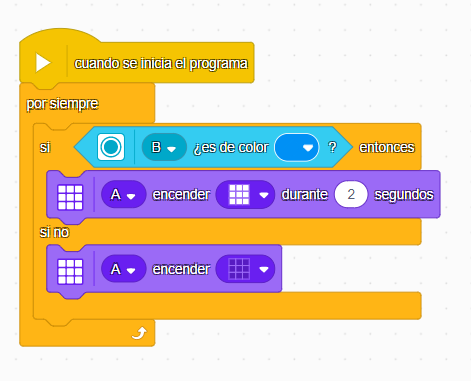 cuando se inicia el programa
por siempre
si B ¿es de color ? entonces
A encender durante 2 segundos
si no
A encender